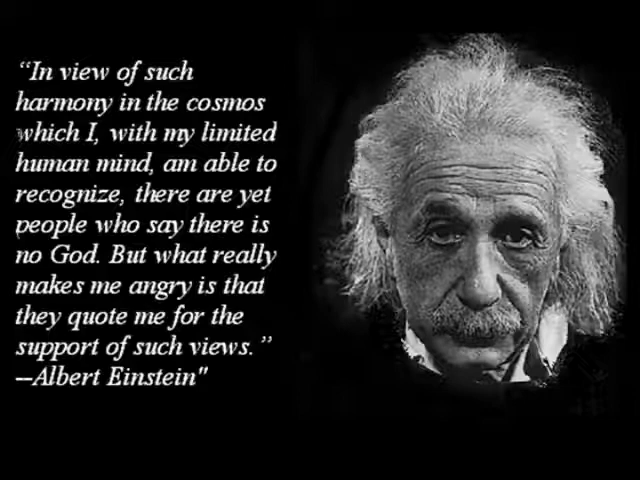 “In view of such
harmony in the cosmos
which I, with my limited
human mind, am able to
recognize, there are yet
people who say there is
no God. But what really
makes me angry is that
they quote me for the
support of such views.”
--Albert Einstein"